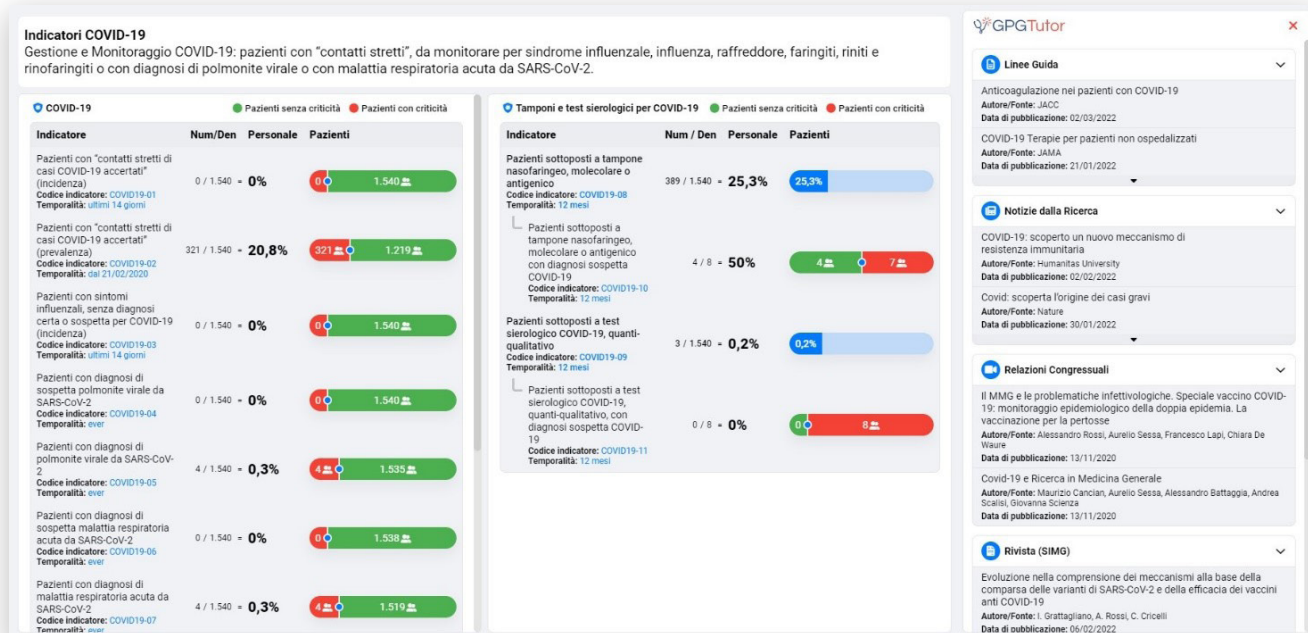 Indicatori COVID-19
Gestione e Monitoraggio COVID-19: pazienti con “contatti stretti”, da monitorare per sindrome influenzale, influenza, raffreddore, faringiti, riniti e
rinofaringiti o con diagnosi di polmonite virale o con malattia respiratoria acuta da SARS-CoV-2.
COVID-19
Pazienti senza criticità
Pazienti con criticità
Indicatore Num/Den Personale Pazienti
Pazienti con “contatti stretti di
casi COVID-19 accertati”
(incidenza)
Codice indicatore: COVID19-01
Temporalità: ultimi 14 giorni
0 / 1.540 = 0%
0 1.540
Pazienti con “contatti stretti di
casi COVID-19 accertati”
(prevalenza)
Codice indicatore: COVID19-02
Temporalità: dal 21/02/2020
321 / 1.540 = 20,8%
321 1.219
Pazienti con sintomi
influenzali, senza diagnosi
certa o sospetta per COVID-19
(incidenza)
Codice indicatore: COVID19-03
Temporalità: ultimi 14 giorni
0 / 1.540 = 0%
0 1.540
Pazienti con diagnosi di
sospetta polmonite virale da
SARS-CoV-2
Codice indicatore: COVID19-04
Temporalità: ever
0 / 1.540 = 0%
0 1.540
Pazienti con diagnosi di
polmonite virale da SARS-CoV-
2
Codice indicatore: COVID19-05
Temporalità: ever
4 / 1.540 = 0,3%
4 1.535
Pazienti con diagnosi di
sospetta malattia respiratoria
acuta da SARS-CoV-2
Codice indicatore: COVID19-06
Temporalità: ever
0 / 1.540 = 0%
0 1.538
Pazienti con diagnosi di
malattia respiratoria acuta da
SARS-CoV-2
Codice indicatore: COVID19-07
Temporalità: ever
4 / 1.540 = 0,3%
4 1.519
Tamponi e test sierologici per COVID-19
Pazienti senza criticità
Pazienti con criticità
Indicatore Num / Den Personale Pazienti
Pazienti sottoposti a tampone
nasofaringeo, molecolare o
antigenico
Codice indicatore: COVID19-08
Temporalità: 12 mesi
389 / 1.540 = 25,3%
25,3%
Pazienti sottoposti a
tampone nasofaringeo,
molecolare o antigenico
con diagnosi sospetta
COVID-19
Codice indicatore: COVID19-10
Temporalità: 12 mesi
4 / 8 = 50%
4 7
Pazienti sottoposti a test
sierologico COVID-19, quanti-
qualitativo
Codice indicatore: COVID19-09
Temporalità: 12 mesi
3 / 1.540 = 0,2%
0,2%
Pazienti sottoposti a test
sierologico COVID-19,
quanti-qualitativo, con
diagnosi sospetta COVID-
19
Codice indicatore: COVID19-11
Temporalità: 12 mesi
0 / 8 = 0%
0 8
GPGTutor
Linee Guida
Anticoagulazione nei pazienti con COVID-19
Autore/Fonte: JACC
Data di pubblicazione: 02/03/2022
COVID-19 Terapie per pazienti non ospedalizzati
Autore/Fonte: JAMA
Data di pubblicazione: 21/01/2022
Notizie dalla Ricerca
COVID-19: scoperto un nuovo meccanismo di
resistenza immunitaria
Autore/Fonte: Humanitas University
Data di pubblicazione: 02/02/2022
Covid: scoperta l'origine dei casi gravi
Autore/Fonte: Nature
Data di pubblicazione: 30/01/2022
Relazioni Congressuali
Il MMG e le problematiche infettivologiche. Speciale vaccino COVID-
19: monitoraggio epidemiologico della doppia epidemia. La
vaccinazione per la pertosse
Autore/Fonte: Alessandro Rossi, Aurelio Sessa, Francesco Lapi, Chiara De
Waure
Data di pubblicazione: 13/11/2020
Covid-19 e Ricerca in Medicina Generale
Autore/Fonte: Maurizio Cancian, Aurelio Sessa, Alessandro Battaggia, Andrea
Scalisi, Giovanna Scienza
Data di pubblicazione: 13/11/2020
Rivista (SIMG)
Evoluzione nella comprensione dei meccanismi alla base della
comparsa delle varianti di SARS-CoV-2 e della efficacia dei vaccini
anti COVID-19
Autore/Fonte: I. Grattagliano, A. Rossi, C. Cricelli
Data di pubblicazione: 06/02/2022